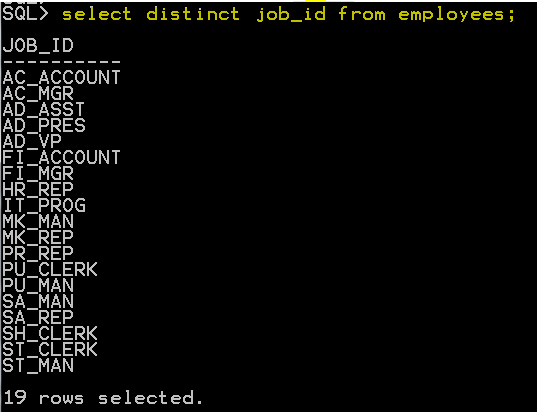 SQL> select distinct job_id from employees;
JOB_ID
----------
AC_ACCOUNT
AC_MGR
AD_ASST
AD_PRES
AD_VP
FI_ACCOUNT
FI_MGR
HR_REP
IT_PROG
MK_MAN
MK_REP
PR_REP
PU_CLERK
PU_MAN
SA_MAN
SA_REP
SH_CLERK
ST_CLERK
ST_MAN
19 rows selected.